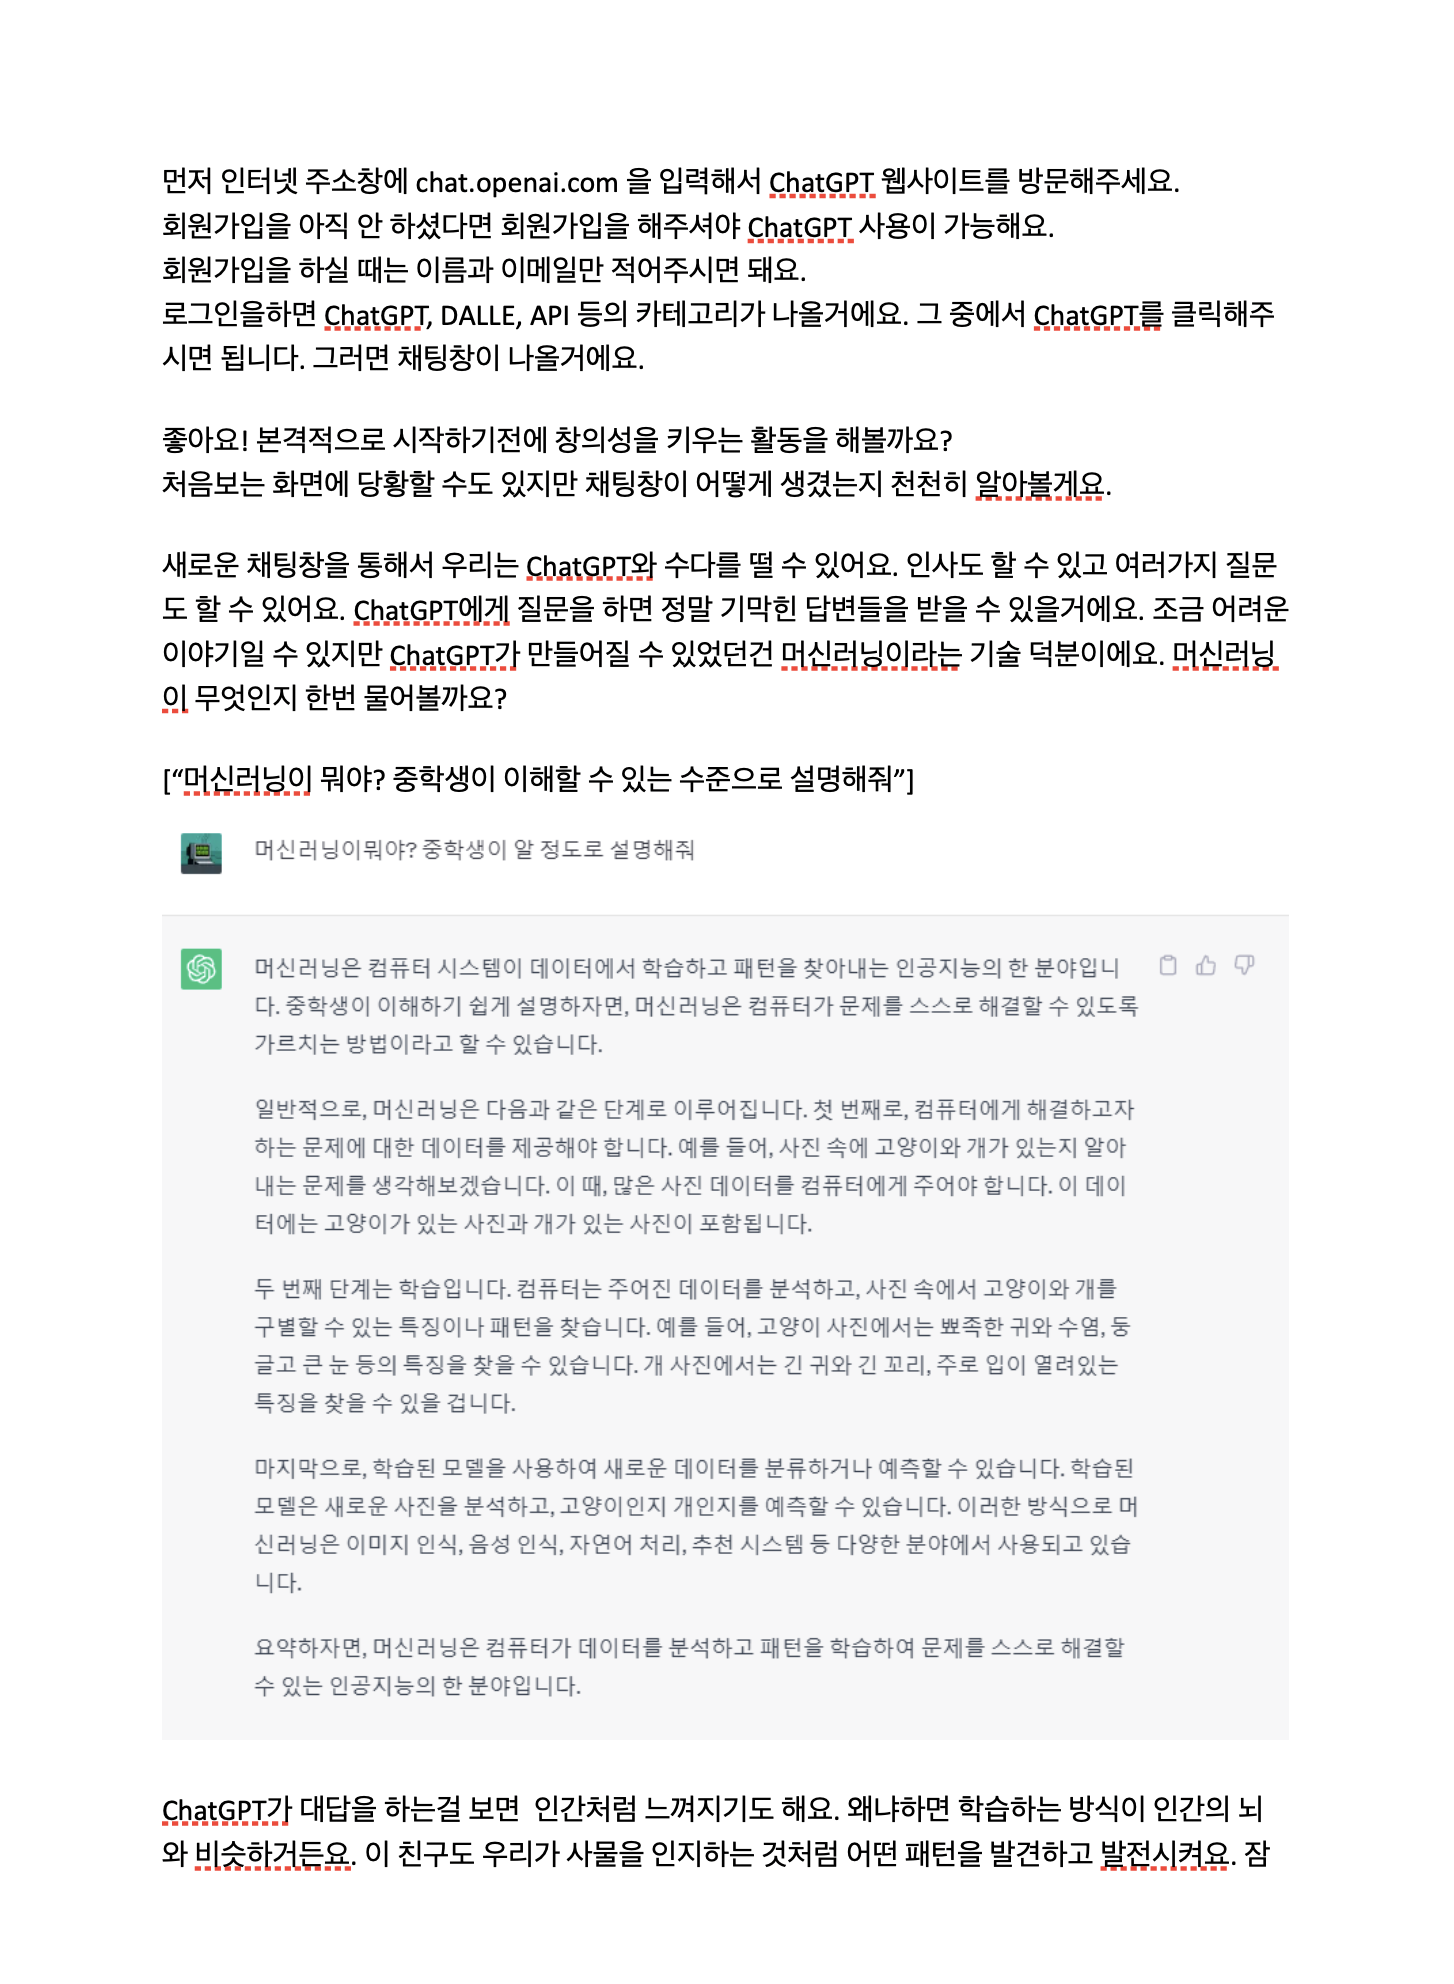 먼저 인터넷 주소창에 chat.openai.com 을 입력해서 ChatGPT 웹사이트를 방문해주세요.
회원가입을 아직 안 하셨다면 회원가입을 해주셔야 ChatGPT 사용이 가능해요.
회원가입을 하실 때는 이름과 이메일만 적어주시면 돼요.
로그인을하면 ChatGPT, DALLE, API 등의 카테고리가 나올거에요. 그 중에서 ChatGPT를 클릭해주
시면 됩니다. 그러면 채팅창이 나올거에요.
좋아요! 본격적으로 시작하기전에 창의성을 키우는 활동을 해볼까요?
처음보는 화면에 당황할 수도 있지만 채팅창이 어떻게 생겼는지 천천히 알아볼게요.
새로운 채팅창을 통해서 우리는 ChatGPT와 수다를 떨 수 있어요. 인사도 할 수 있고 여러가지 질문
도 할 수 있어요. ChatGPT에게 질문을 하면 정말 기막힌 답변들을 받을 수 있을거에요. 조금 어려운
이야기일 수 있지만 ChatGPT가 만들어질 수 있었던건 머신러닝이라는 기술 덕분이에요. 머신러닝
이 무엇인지 한번 물어볼까요?
[“머신러닝이 뭐야? 중학생이 이해할 수 있는 수준으로 설명해줘”]
머신러닝이뭐야? 중학생이 알 정도로 설명해줘
머신러닝은 컴퓨터 시스템이 데이터에서 학습하고 패턴을 찾아내는 인공지능의 한 분야입니
다. 중학생이 이해하기 쉽게 설명하자면, 머신러닝은 컴퓨터가 문제를 스스로 해결할 수 있도록
가르치는 방법이라고 할 수 있습니다.
일반적으로, 머신러닝은 다음과 같은 단계로 이루어집니다. 첫 번째로, 컴퓨터에게 해결하고자
하는 문제에 대한 데이터를 제공해야 합니다. 예를 들어, 사진 속에 고양이와 개가 있는지 알아
내는 문제를 생각해보겠습니다. 이 때, 많은 사진 데이터를 컴퓨터에게 주어야 합니다. 이 데이
터에는 고양이가 있는 사진과 개가 있는 사진이 포함됩니다.
두 번째 단계는 학습입니다. 컴퓨터는 주어진 데이터를 분석하고, 사진 속에서 고양이와 개를
구별할 수 있는 특징이나 패턴을 찾습니다. 예를 들어, 고양이 사진에서는 뾰족한 귀와 수염, 둥
글고 큰 눈 등의 특징을 찾을 수 있습니다. 개 사진에서는 긴 귀와 긴 꼬리, 주로 입이 열려있는
특징을 찾을 수 있을 겁니다.
마지막으로, 학습된 모델을 사용하여 새로운 데이터를 분류하거나 예측할 수 있습니다. 학습된
모델은 새로운 사진을 분석하고, 고양이인지 개인지를 예측할 수 있습니다. 이러한 방식으로 머
신러닝은 이미지 인식, 음성 인식, 자연어 처리, 추천 시스템 등 다양한 분야에서 사용되고 있습
니다.
요약하자면, 머신러닝은 컴퓨터가 데이터를 분석하고 패턴을 학습하여 문제를 스스로 해결할
수 있는 인공지능의 한 분야입니다.
ChatGPT가 대답을 하는걸 보면  인간처럼 느껴지기도 해요. 왜냐하면 학습하는 방식이 인간의 뇌
와 비슷하거든요. 이 친구도 우리가 사물을 인지하는 것처럼 어떤 패턴을 발견하고 발전시켜요. 잠